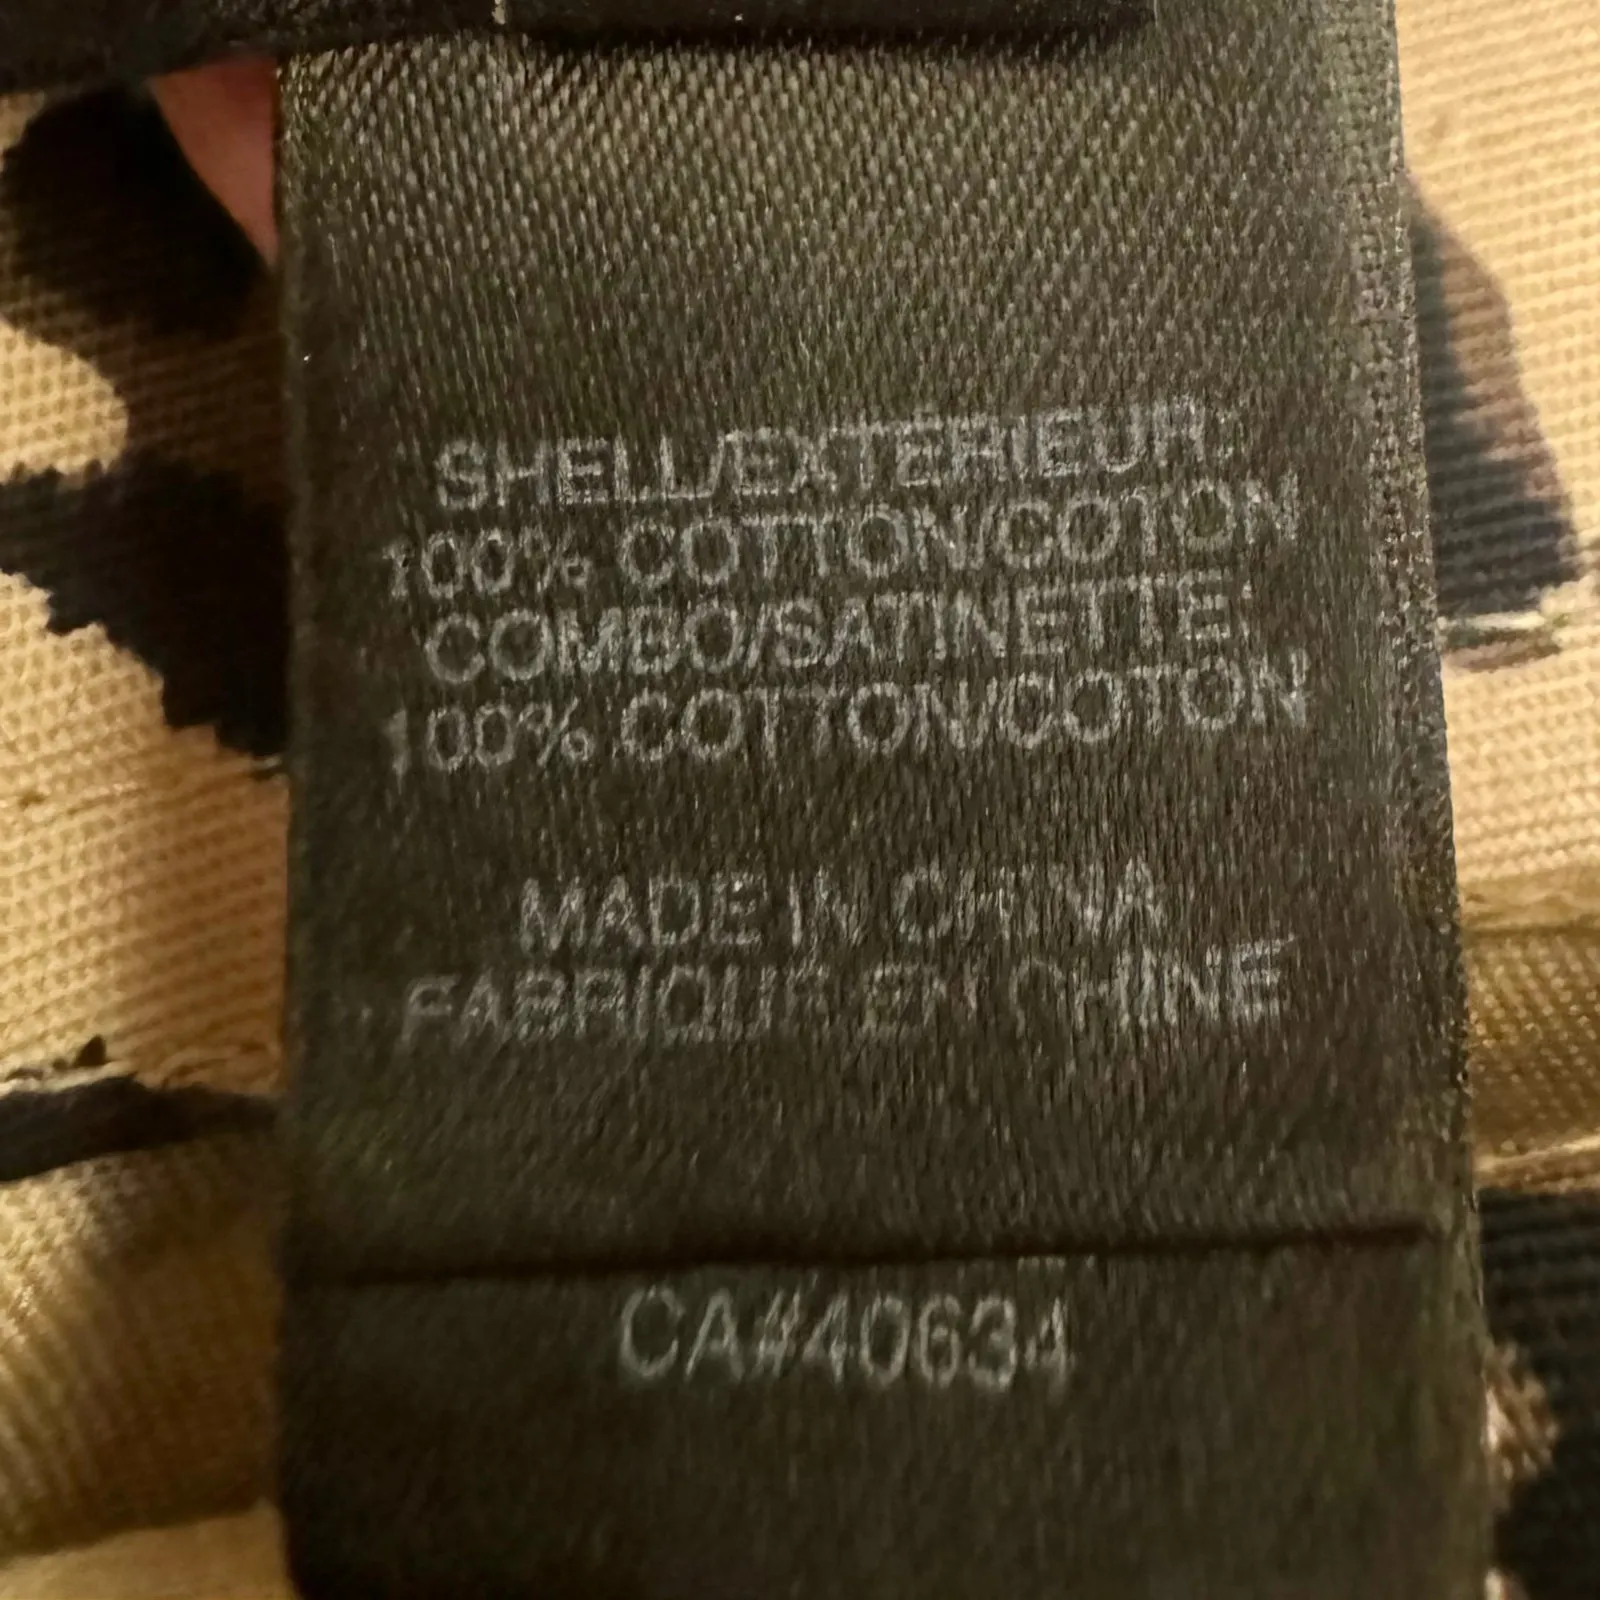 SHELL/EXTERIEUR:
100% COTTON/COTON
COMBO/SATINETTE:
100% COTTON/COTON
MADE IN CHINA
FABRIQUE EN CHINE
CA#40634